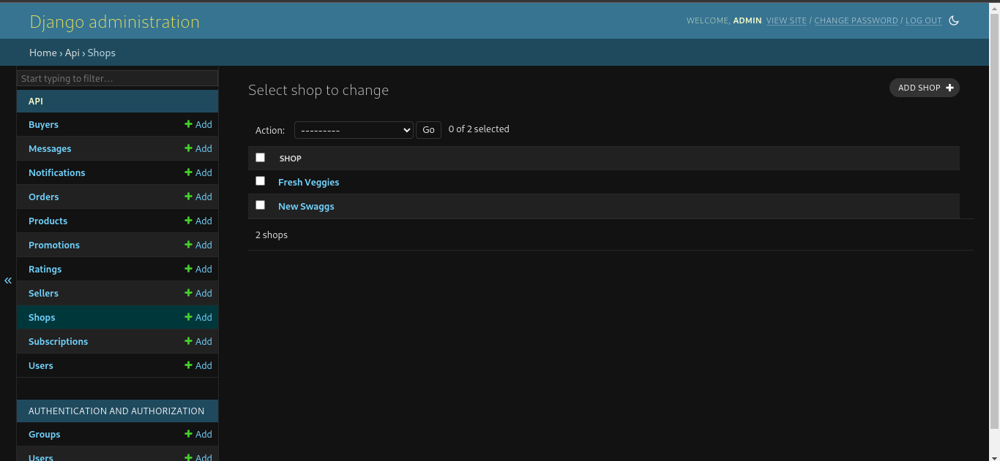 Django administration
WELCOME, ADMIN. VIEW SITE / CHANGE PASSWORD / LOG OUT
Home › Api › Shops
Start typing to filter...
API
Buyers + Add
Messages + Add
Notifications + Add
Orders + Add
Products + Add
Promotions + Add
Ratings + Add
Sellers + Add
Shops + Add
Subscriptions + Add
Users + Add
AUTHENTICATION AND AUTHORIZATION
Groups + Add
Users + Add
«
Select shop to change
ADD SHOP +
Action: --------- Go 0 of 2 selected
SHOP
Fresh Veggies
New Swaggs
2 shops